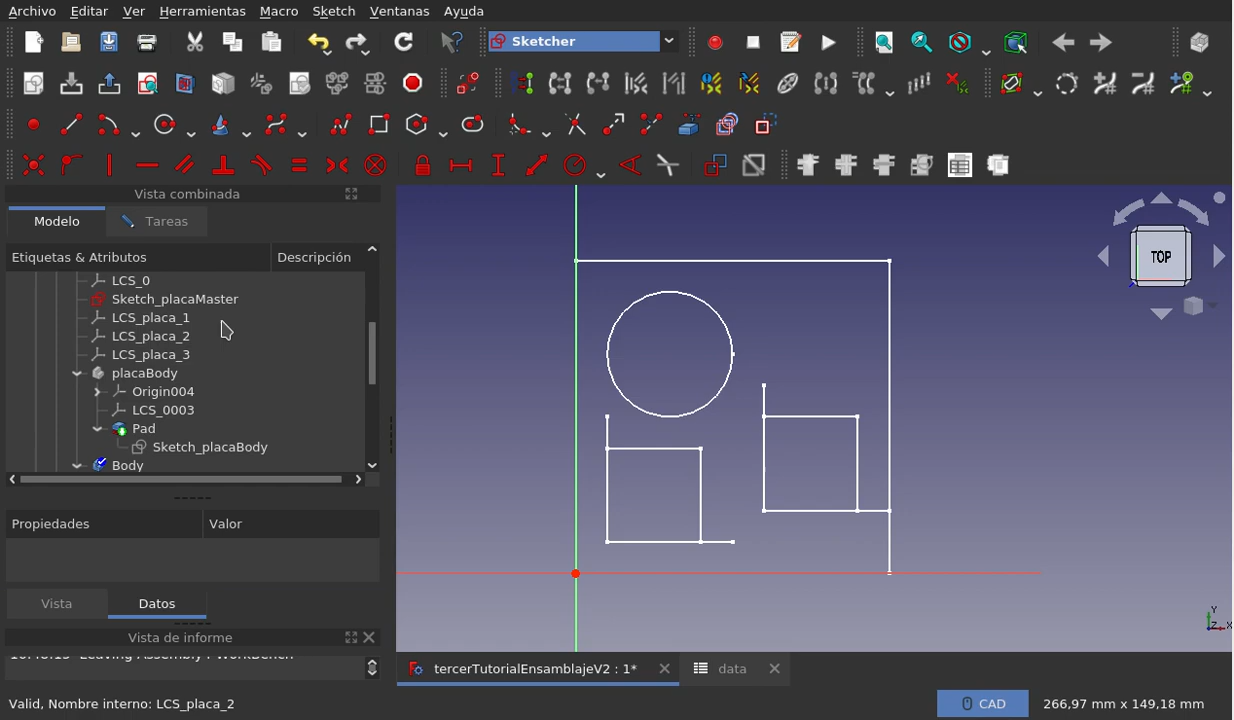 Archivo Editar Ver Herramientas Macro Sketch Ventanas Ayuda
Sketcher
Vista combinada
Modelo Tareas
Etiquetas & Atributos Descripción
LCS_0
Sketch_placaMaster
LCS_placa_1
LCS_placa_2
LCS_placa_3
placaBody
Origin004
LCS_0003
Pad
Sketch_placaBody
Body
Propiedades Valor
Vista Datos
Vista de informe
TOP
Y
Z X
tercerTutorialEnsamblajeV2 : 1* data
Valid, Nombre interno: LCS_placa_2 CAD 266,97 mm x 149,18 mm